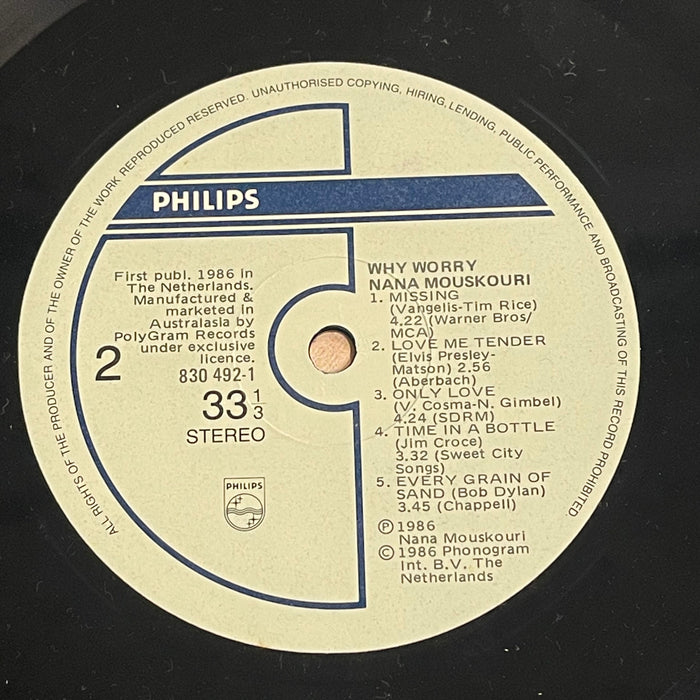 ALL RIGHTS OF THE PRODUCER AND OF THE OWNER OF THE WORK REPRODUCED RESERVED. UNAUTHORISED COPYING, HIRING, LENDING, PUBLIC PERFORMANCE AND BROADCASTING OF THIS RECORD PROHIBITED.
PHILIPS
First publ. 1986 in
The Netherlands.
Manufactured &
marketed in
Australasia by
PolyGram Records
under exclusive
licence.
2
830 492-1
33 1/3
STEREO
PHILIPS
WHY WORRY
NANA MOUSKOURI
1. MISSING
(Vangelis-Tim Rice)
4.22 (Warner Bros/
MCA)
2. LOVE ME TENDER
(Elvis Presley-
Matson) 2.56
(Aberbach)
3. ONLY LOVE
(V. Cosma-N. Gimbel)
4.24 (SDRM)
4. TIME IN A BOTTLE
(Jim Croce)
3.32 (Sweet City
Songs)
5. EVERY GRAIN OF
SAND (Bob Dylan)
3.45 (Chappell)
℗ 1986
Nana Mouskouri
© 1986 Phonogram
Int. B.V. The
Netherlands